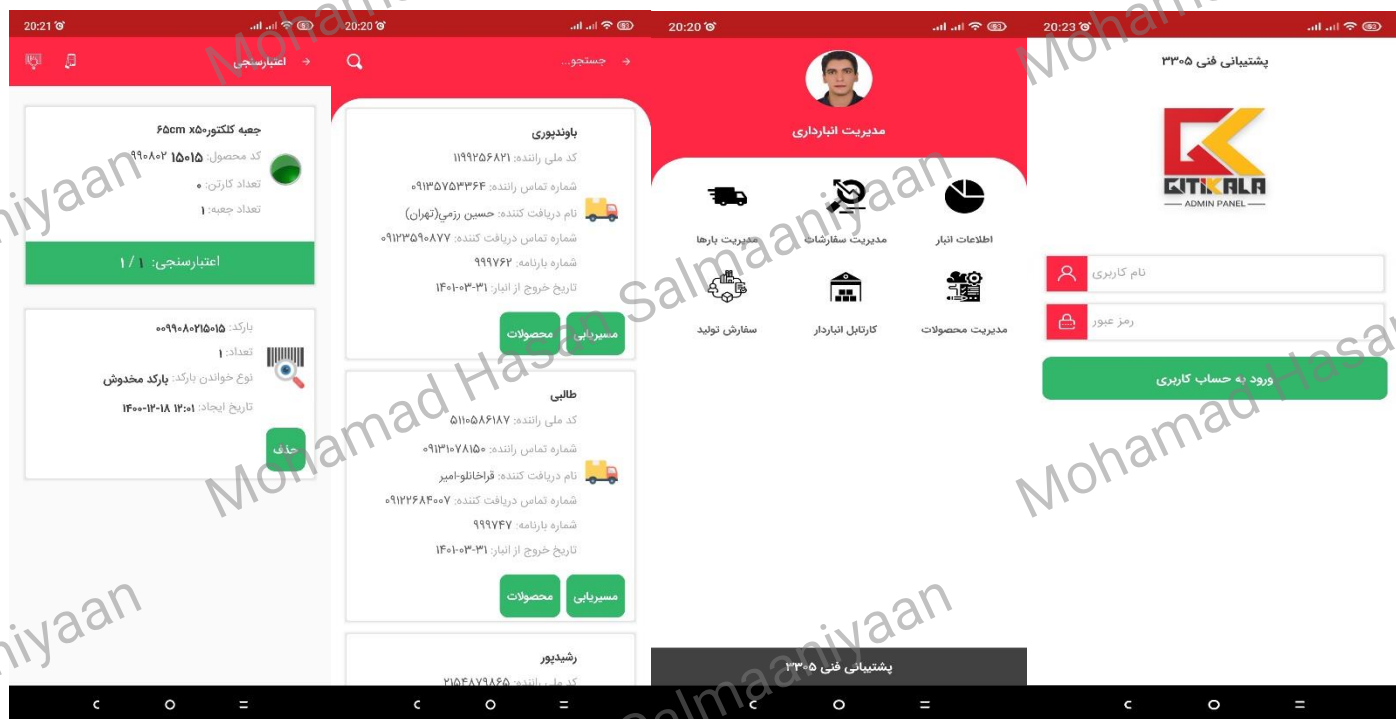 20:21
اعتبارسنجی
جعبه کلکتور۵۰x ۶۵cm
کد محصول: ۱۵۰۱۵ ۹۹۰۸۰۲
تعداد کارتن: ۰
تعداد جعبه: ۱
اعتبارسنجی: ۱ / ۱
بارکد: ۰۰۹۹۰۸۰۲۱۵۰۱۵
تعداد: ۱
نوع خواندن بارکد: بارکد مخدوش
تاریخ ایجاد: ۱۲:۰۱ ۱۸-۱۲-۱۴۰۰
حذف
20:20
جستجو...
باوندپوری
کد ملی راننده: ۱۱۹۹۲۵۶۸۲۱
شماره تماس راننده: ۰۹۱۳۵۷۵۳۳۶۴
نام دریافت کننده: حسین رزمي(تهران)
شماره تماس دریافت کننده: ۰۹۱۲۳۵۹۰۸۷۷
شماره بارنامه: ۹۹۹۷۶۲
تاریخ خروج از انبار: ۳۱-۰۳-۱۴۰۱
مسیریابی محصولات
طالبی
کد ملی راننده: ۵۱۱۰۵۸۶۱۸۷
شماره تماس راننده: ۰۹۱۳۱۰۷۸۱۵۰
نام دریافت کننده: قراخانلو-امیر
شماره تماس دریافت کننده: ۰۹۱۲۲۶۸۴۰۰۷
شماره بارنامه: ۹۹۹۷۴۷
تاریخ خروج از انبار: ۳۱-۰۳-۱۴۰۱
مسیریابی محصولات
رشیدپور
کد ملی راننده: ۲۱۵۴۸۷۹۸۶۵
20:20
مدیریت انبارداری
اطلاعات انبار مدیریت سفارشات مدیریت بارها
مدیریت محصولات کارتابل انباردار سفارش تولید
پشتیبانی فنی ۳۳۰۵
20:23
پشتیبانی فنی ۳۳۰۵
GITIKALA
ADMIN PANEL
نام کاربری
رمز عبور
ورود به حساب کاربری
Mohamad Hasan Salmaaniyaan